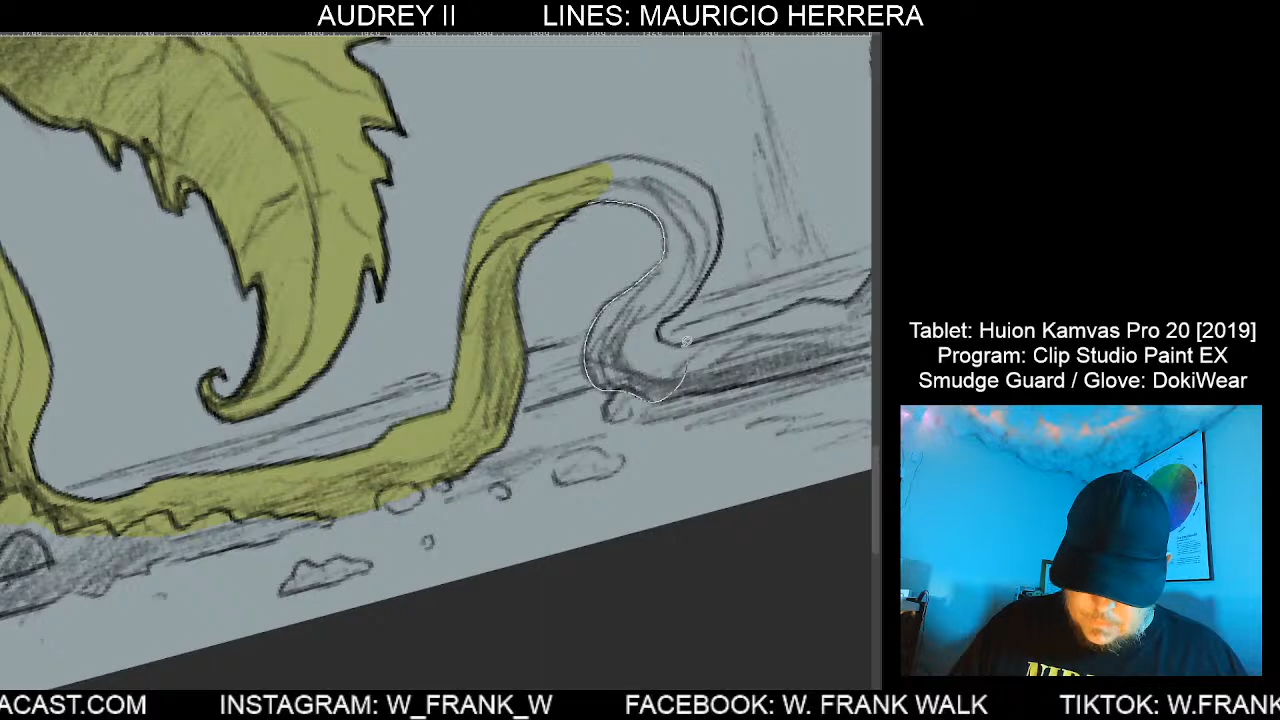 AUDREY II LINES: MAURICIO HERRERA
Tablet: Huion Kamvas Pro 20 [2019]
Program: Clip Studio Paint EX
Smudge Guard / Glove: DokiWear
ACAST.COM INSTAGRAM: W_FRANK_W FACEBOOK: W. FRANK WALK TIKTOK: W.FRANK